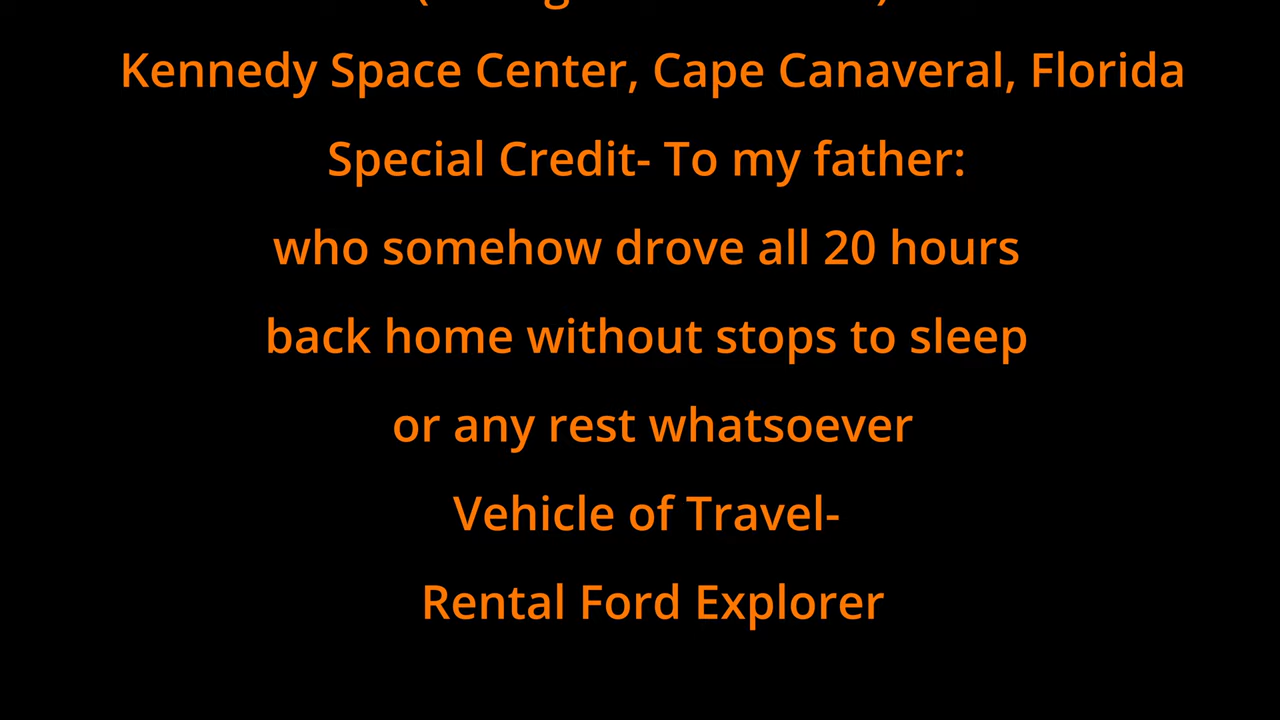 Kennedy Space Center, Cape Canaveral, Florida
Special Credit- To my father:
who somehow drove all 20 hours
back home without stops to sleep
or any rest whatsoever
Vehicle of Travel-
Rental Ford Explorer